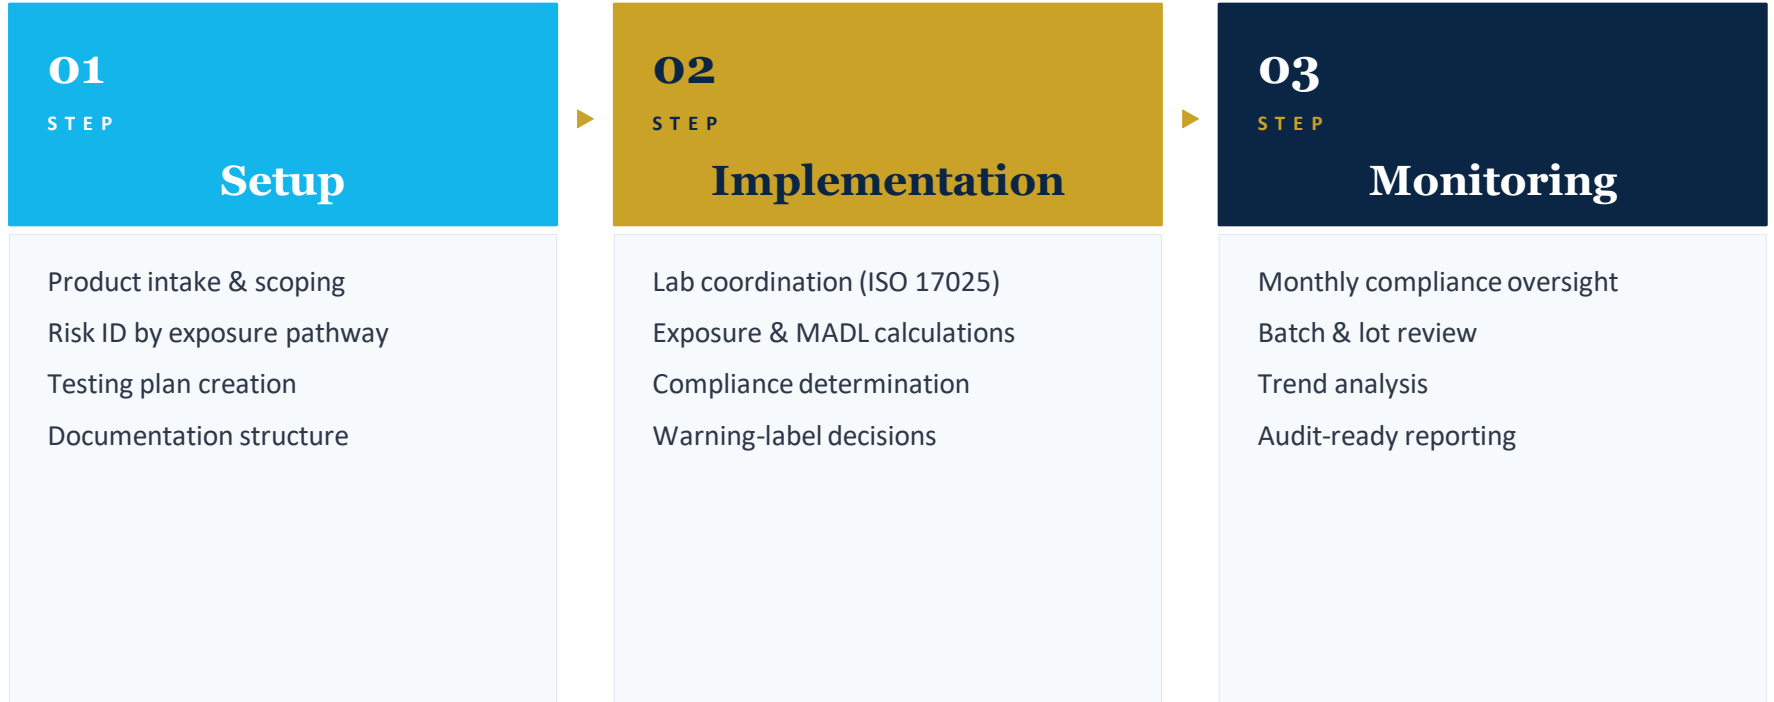 01
STEP
Setup
Product intake & scoping
Risk ID by exposure pathway
Testing plan creation
Documentation structure
02
STEP
Implementation
Lab coordination (ISO 17025)
Exposure & MADL calculations
Compliance determination
Warning-label decisions
03
STEP
Monitoring
Monthly compliance oversight
Batch & lot review
Trend analysis
Audit-ready reporting